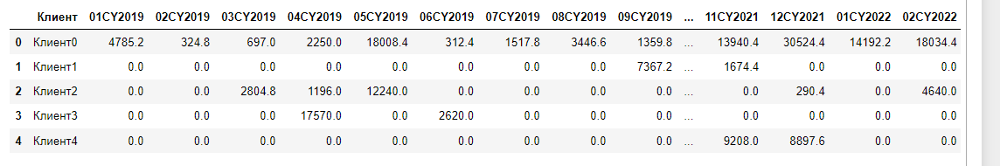 Клиент 01CY2019 02CY2019 03CY2019 04CY2019 05CY2019 06CY2019 07CY2019 08CY2019 09CY2019 ... 11CY2021 12CY2021 01CY2022 02CY2022
0 Клиент0 4785.2 324.8 697.0 2250.0 18008.4 312.4 1517.8 3446.6 1359.8 ... 13940.4 30524.4 14192.2 18034.4
1 Клиент1 0.0 0.0 0.0 0.0 0.0 0.0 0.0 0.0 7367.2 ... 1674.4 0.0 0.0 0.0
2 Клиент2 0.0 0.0 2804.8 1196.0 12240.0 0.0 0.0 0.0 0.0 ... 0.0 290.4 0.0 4640.0
3 Клиент3 0.0 0.0 0.0 17570.0 0.0 2620.0 0.0 0.0 0.0 ... 0.0 0.0 0.0 0.0
4 Клиент4 0.0 0.0 0.0 0.0 0.0 0.0 0.0 0.0 0.0 ... 9208.0 8897.6 0.0 0.0